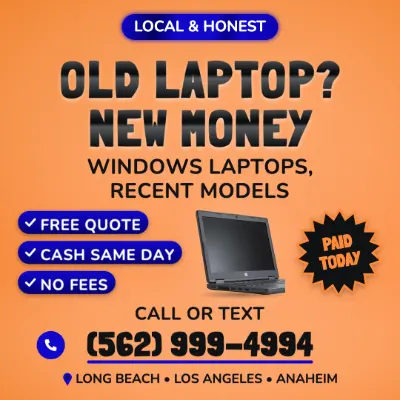 LOCAL & HONEST
OLD LAPTOP?
NEW MONEY
WINDOWS LAPTOPS,
RECENT MODELS
FREE QUOTE
CASH SAME DAY
NO FEES
PAID
TODAY
CALL OR TEXT
(562) 999-4994
LONG BEACH • LOS ANGELES • ANAHEIM